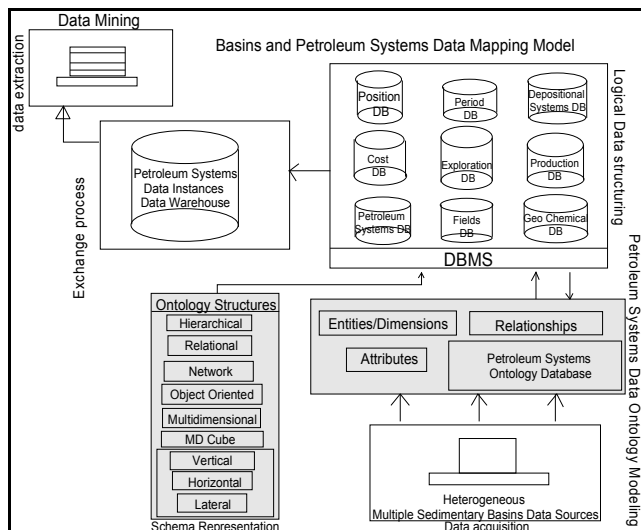 Data Mining
data extraction
Basins and Petroleum Systems Data Mapping Model
Position
DB
Period
DB
Depositional
Systems DB
Cost
DB
Exploration
DB
Production
DB
Petroleum
Systems DB
Fields
DB
Geo Chemical
DB
DBMS
Logical Data structuring
Petroleum Systems
Data Instances
Data Warehouse
Exchange process
Ontology Structures
Hierarchical
Relational
Network
Object Oriented
Multidimensional
MD Cube
Vertical
Horizontal
Lateral
Schema Representation
Entities/Dimensions
Relationships
Attributes
Petroleum Systems
Ontology Database
Petroleum Systems Data Ontology Modeling
Heterogeneous
Multiple Sedimentary Basins Data Sources
Data acquisition